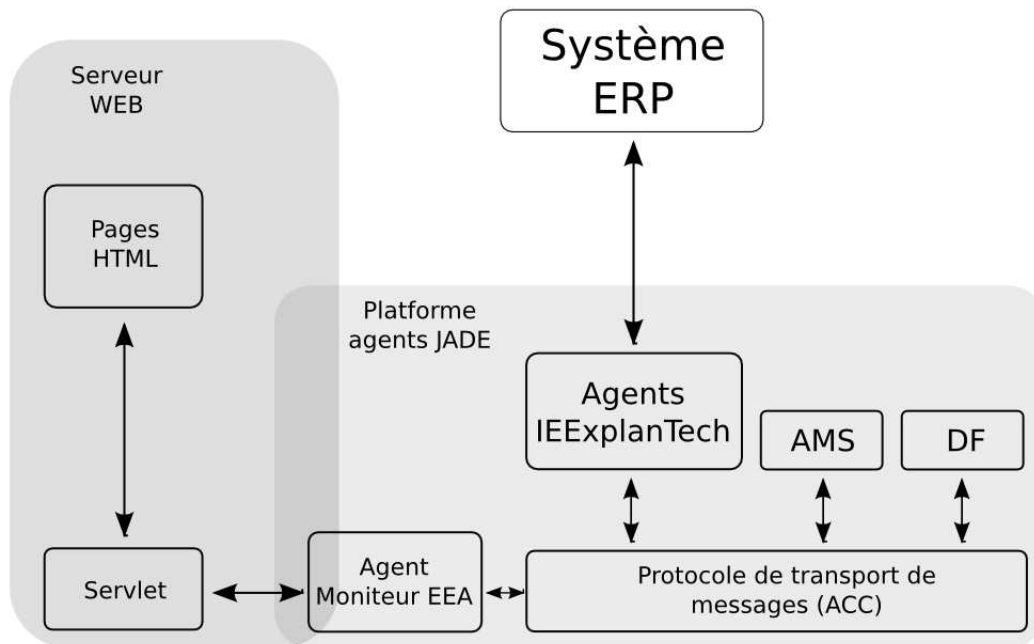 Système
ERP
Serveur
WEB
Pages
HTML
Platforme
agents JADE
Agents
IEExplanTech
AMS
DF
Servlet
Agent
Moniteur EEA
Protocole de transport de
messages (ACC)